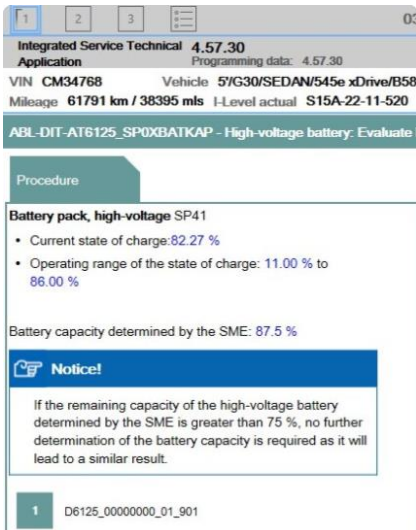 1 2 3 03
Integrated Service Technical 4.57.30
Application Programming data: 4.57.30
VIN CM34768 Vehicle 5'/G30/SEDAN/545e xDrive/B58
Mileage 61791 km / 38395 mls I-Level actual S15A-22-11-520
ABL-DIT-AT6125_SP0XBATKAP - High-voltage battery: Evaluate
Procedure
Battery pack, high-voltage SP41
• Current state of charge:82.27 %
• Operating range of the state of charge: 11.00 % to
86.00 %
Battery capacity determined by the SME: 87.5 %
Notice!
If the remaining capacity of the high-voltage battery
determined by the SME is greater than 75 %, no further
determination of the battery capacity is required as it will
lead to a similar result.
1 D6125_00000000_01_901